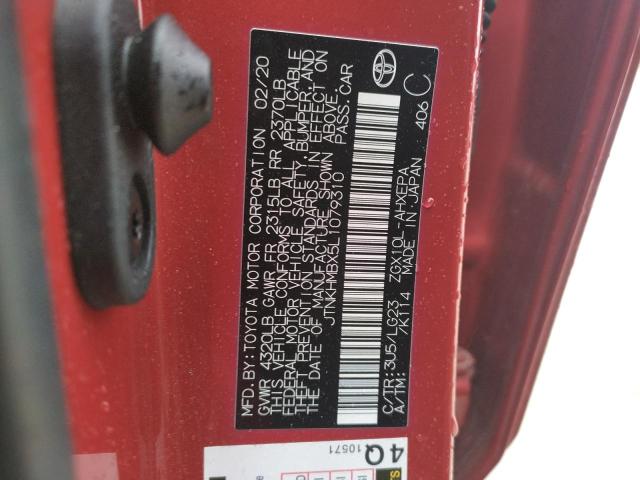 MFD.BY:TOYOTA MOTOR CORPORATION 02/20
GVWR 4320LB GAWR FR 2315LB RR 2370LB
THIS VEHICLE CONFORMS TO ALL APPLICABLE
FEDERAL MOTOR VEHICLE SAFETY, BUMPER, AND
THEFT PREVENTION STANDARDS IN EFFECT ON
THE DATE OF MANUFACTURE SHOWN ABOVE.
JTNKHMBX5L1079310 PASS.CAR
C/TR:3U5/LG23 ZGX10L-AHXEPA
A/TM: /K114 MADE IN JAPAN 406 C
4Q
10571